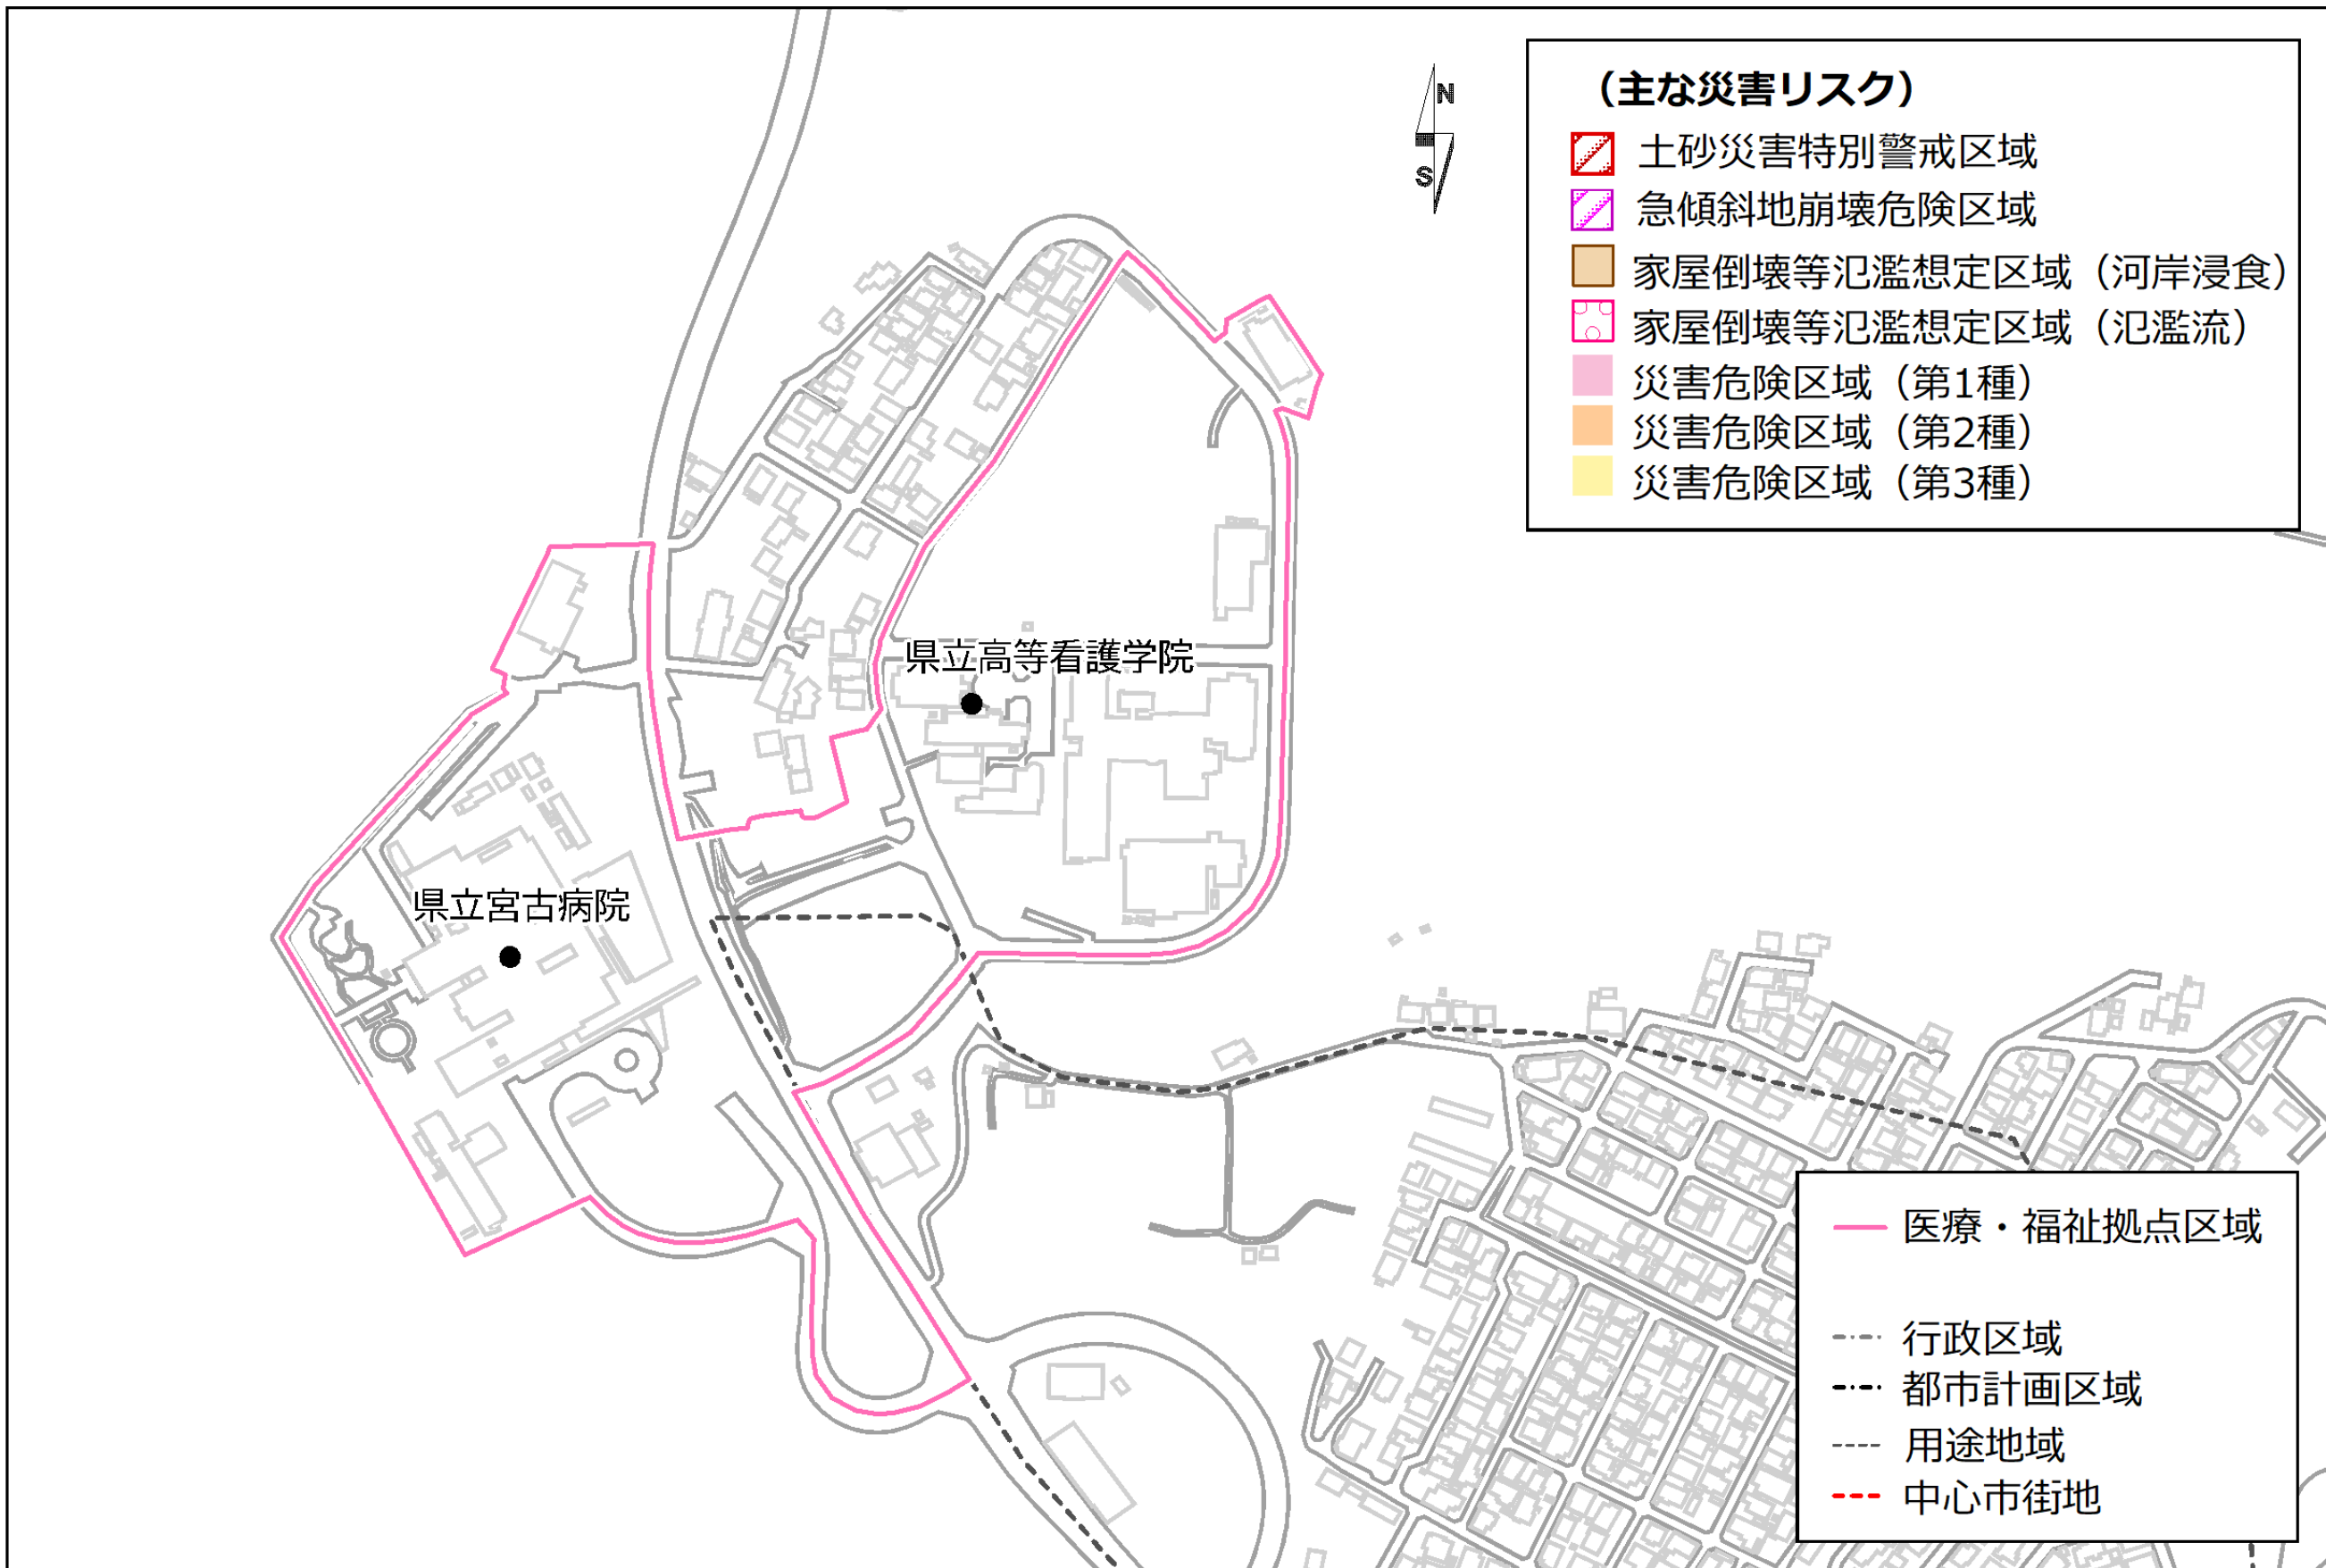 （主な災害リスク）
土砂災害特別警戒区域
急傾斜地崩壊危険区域
家屋倒壊等氾濫想定区域（河岸浸食）
家屋倒壊等氾濫想定区域（氾濫流）
災害危険区域（第1種）
災害危険区域（第2種）
災害危険区域（第3種）
N
S
県立高等看護学院
県立宮古病院
医療・福祉拠点区域
行政区域
都市計画区域
用途地域
中心市街地